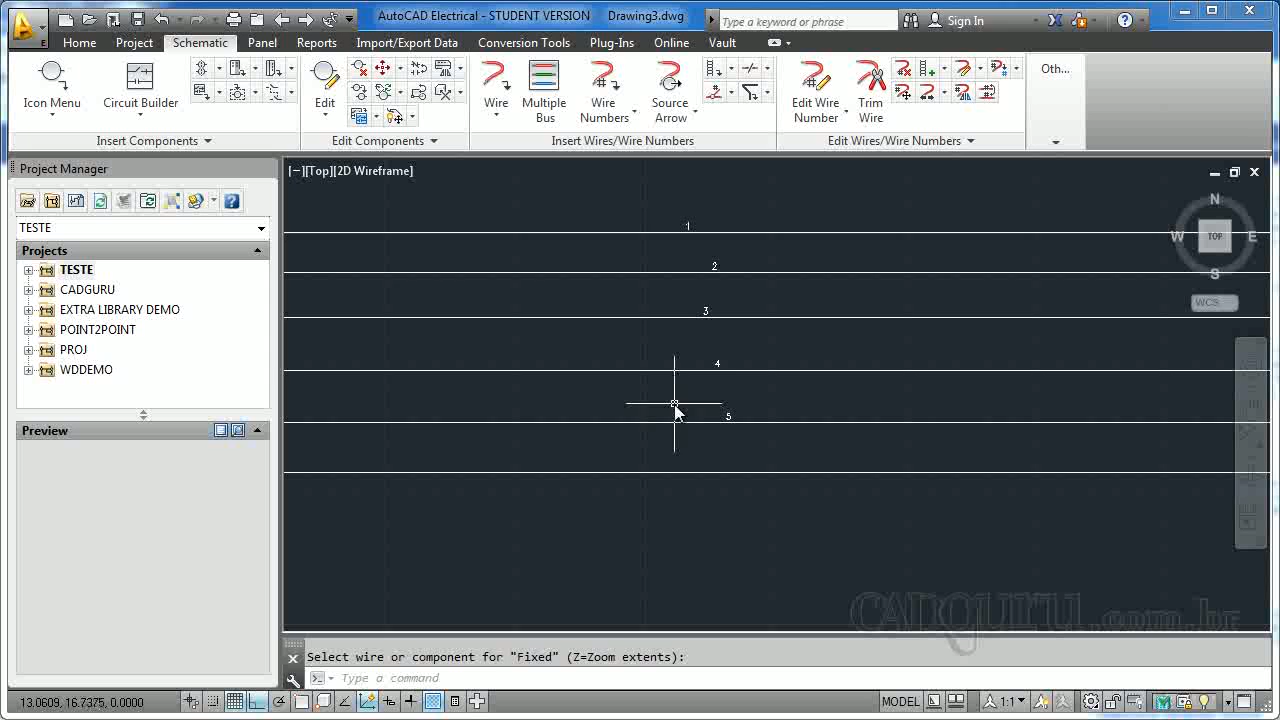 AutoCAD Electrical - STUDENT VERSION Drawing3.dwg
Type a keyword or phrase
Sign In
Home Project Schematic Panel Reports Import/Export Data Conversion Tools Plug-Ins Online Vault
Icon Menu
Circuit Builder
Edit
Wire
Multiple
Bus
Wire
Numbers
Source
Arrow
Edit Wire
Number
Trim
Wire
Oth...
Insert Components
Edit Components
Insert Wires/Wire Numbers
Edit Wires/Wire Numbers
Project Manager
TESTE
Projects
TESTE
CADGURU
EXTRA LIBRARY DEMO
POINT2POINT
PROJ
WDDEMO
Preview
[−][Top][2D Wireframe]
1
2
3
4
5
N
W TOP E
S
WCS
CADGURU.com.br
Select wire or component for "Fixed" (Z=Zoom extents):
Type a command
13.0609, 16.7375, 0.0000
MODEL
1:1